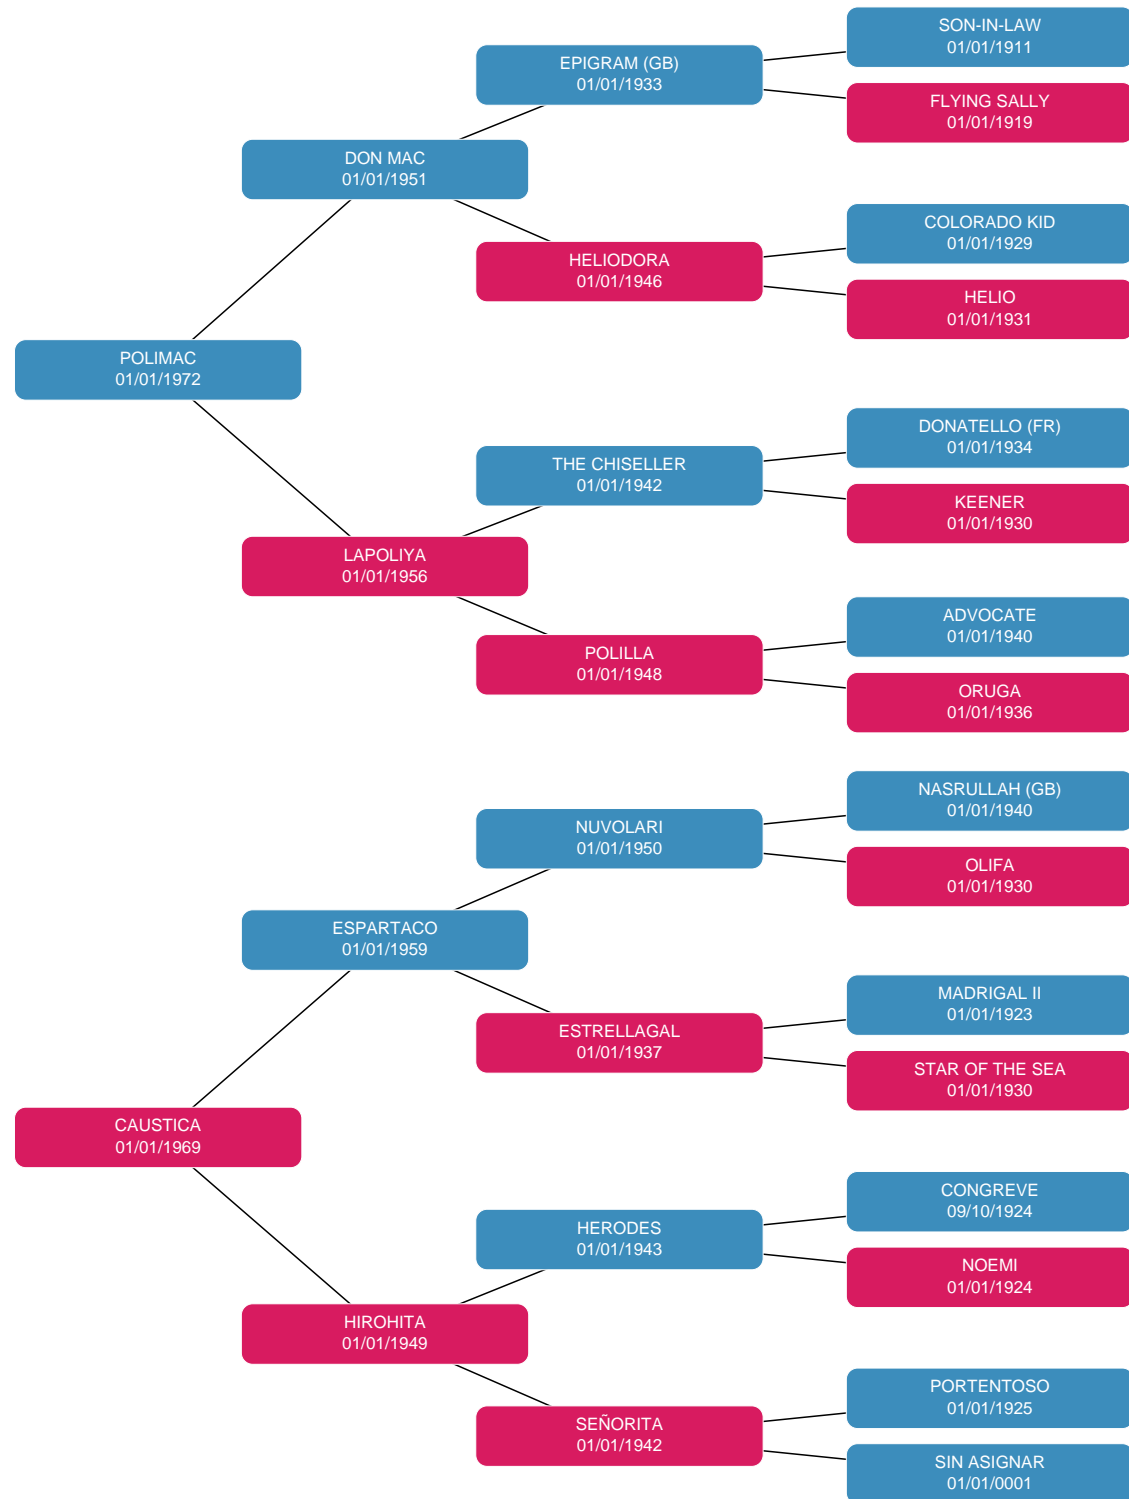 SON-IN-LAW
01/01/1911
EPIGRAM (GB)
01/01/1933
FLYING SALLY
01/01/1919
DON MAC
01/01/1951
COLORADO KID
01/01/1929
HELIODORA
01/01/1946
HELIO
01/01/1931
POLIMAC
01/01/1972
DONATELLO (FR)
01/01/1934
THE CHISELLER
01/01/1942
KEENER
01/01/1930
LAPOLIYA
01/01/1956
ADVOCATE
01/01/1940
POLILLA
01/01/1948
ORUGA
01/01/1936
NASRULLAH (GB)
01/01/1940
NUVOLARI
01/01/1950
OLIFA
01/01/1930
ESPARTACO
01/01/1959
MADRIGAL II
01/01/1923
ESTRELLAGAL
01/01/1937
STAR OF THE SEA
01/01/1930
CAUSTICA
01/01/1969
CONGREVE
09/10/1924
HERODES
01/01/1943
NOEMI
01/01/1924
HIROHITA
01/01/1949
PORTENTOSO
01/01/1925
SEÑORITA
01/01/1942
SIN ASIGNAR
01/01/0001